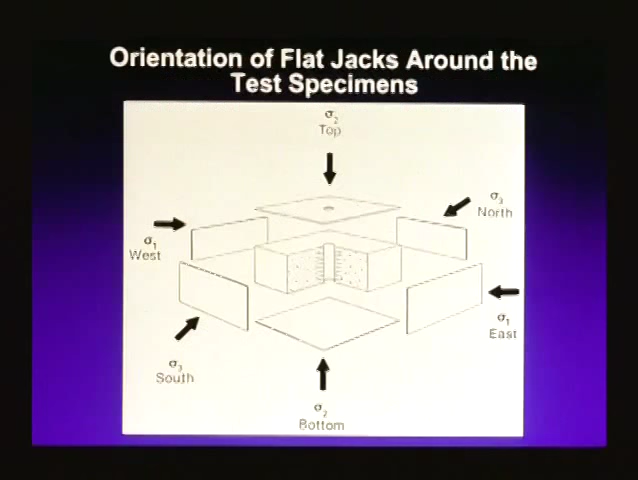 Orientation of Flat Jacks Around the
Test Specimens
σ2
Top
σ3
North
σ1
West
σ1
East
σ3
South
σ2
Bottom